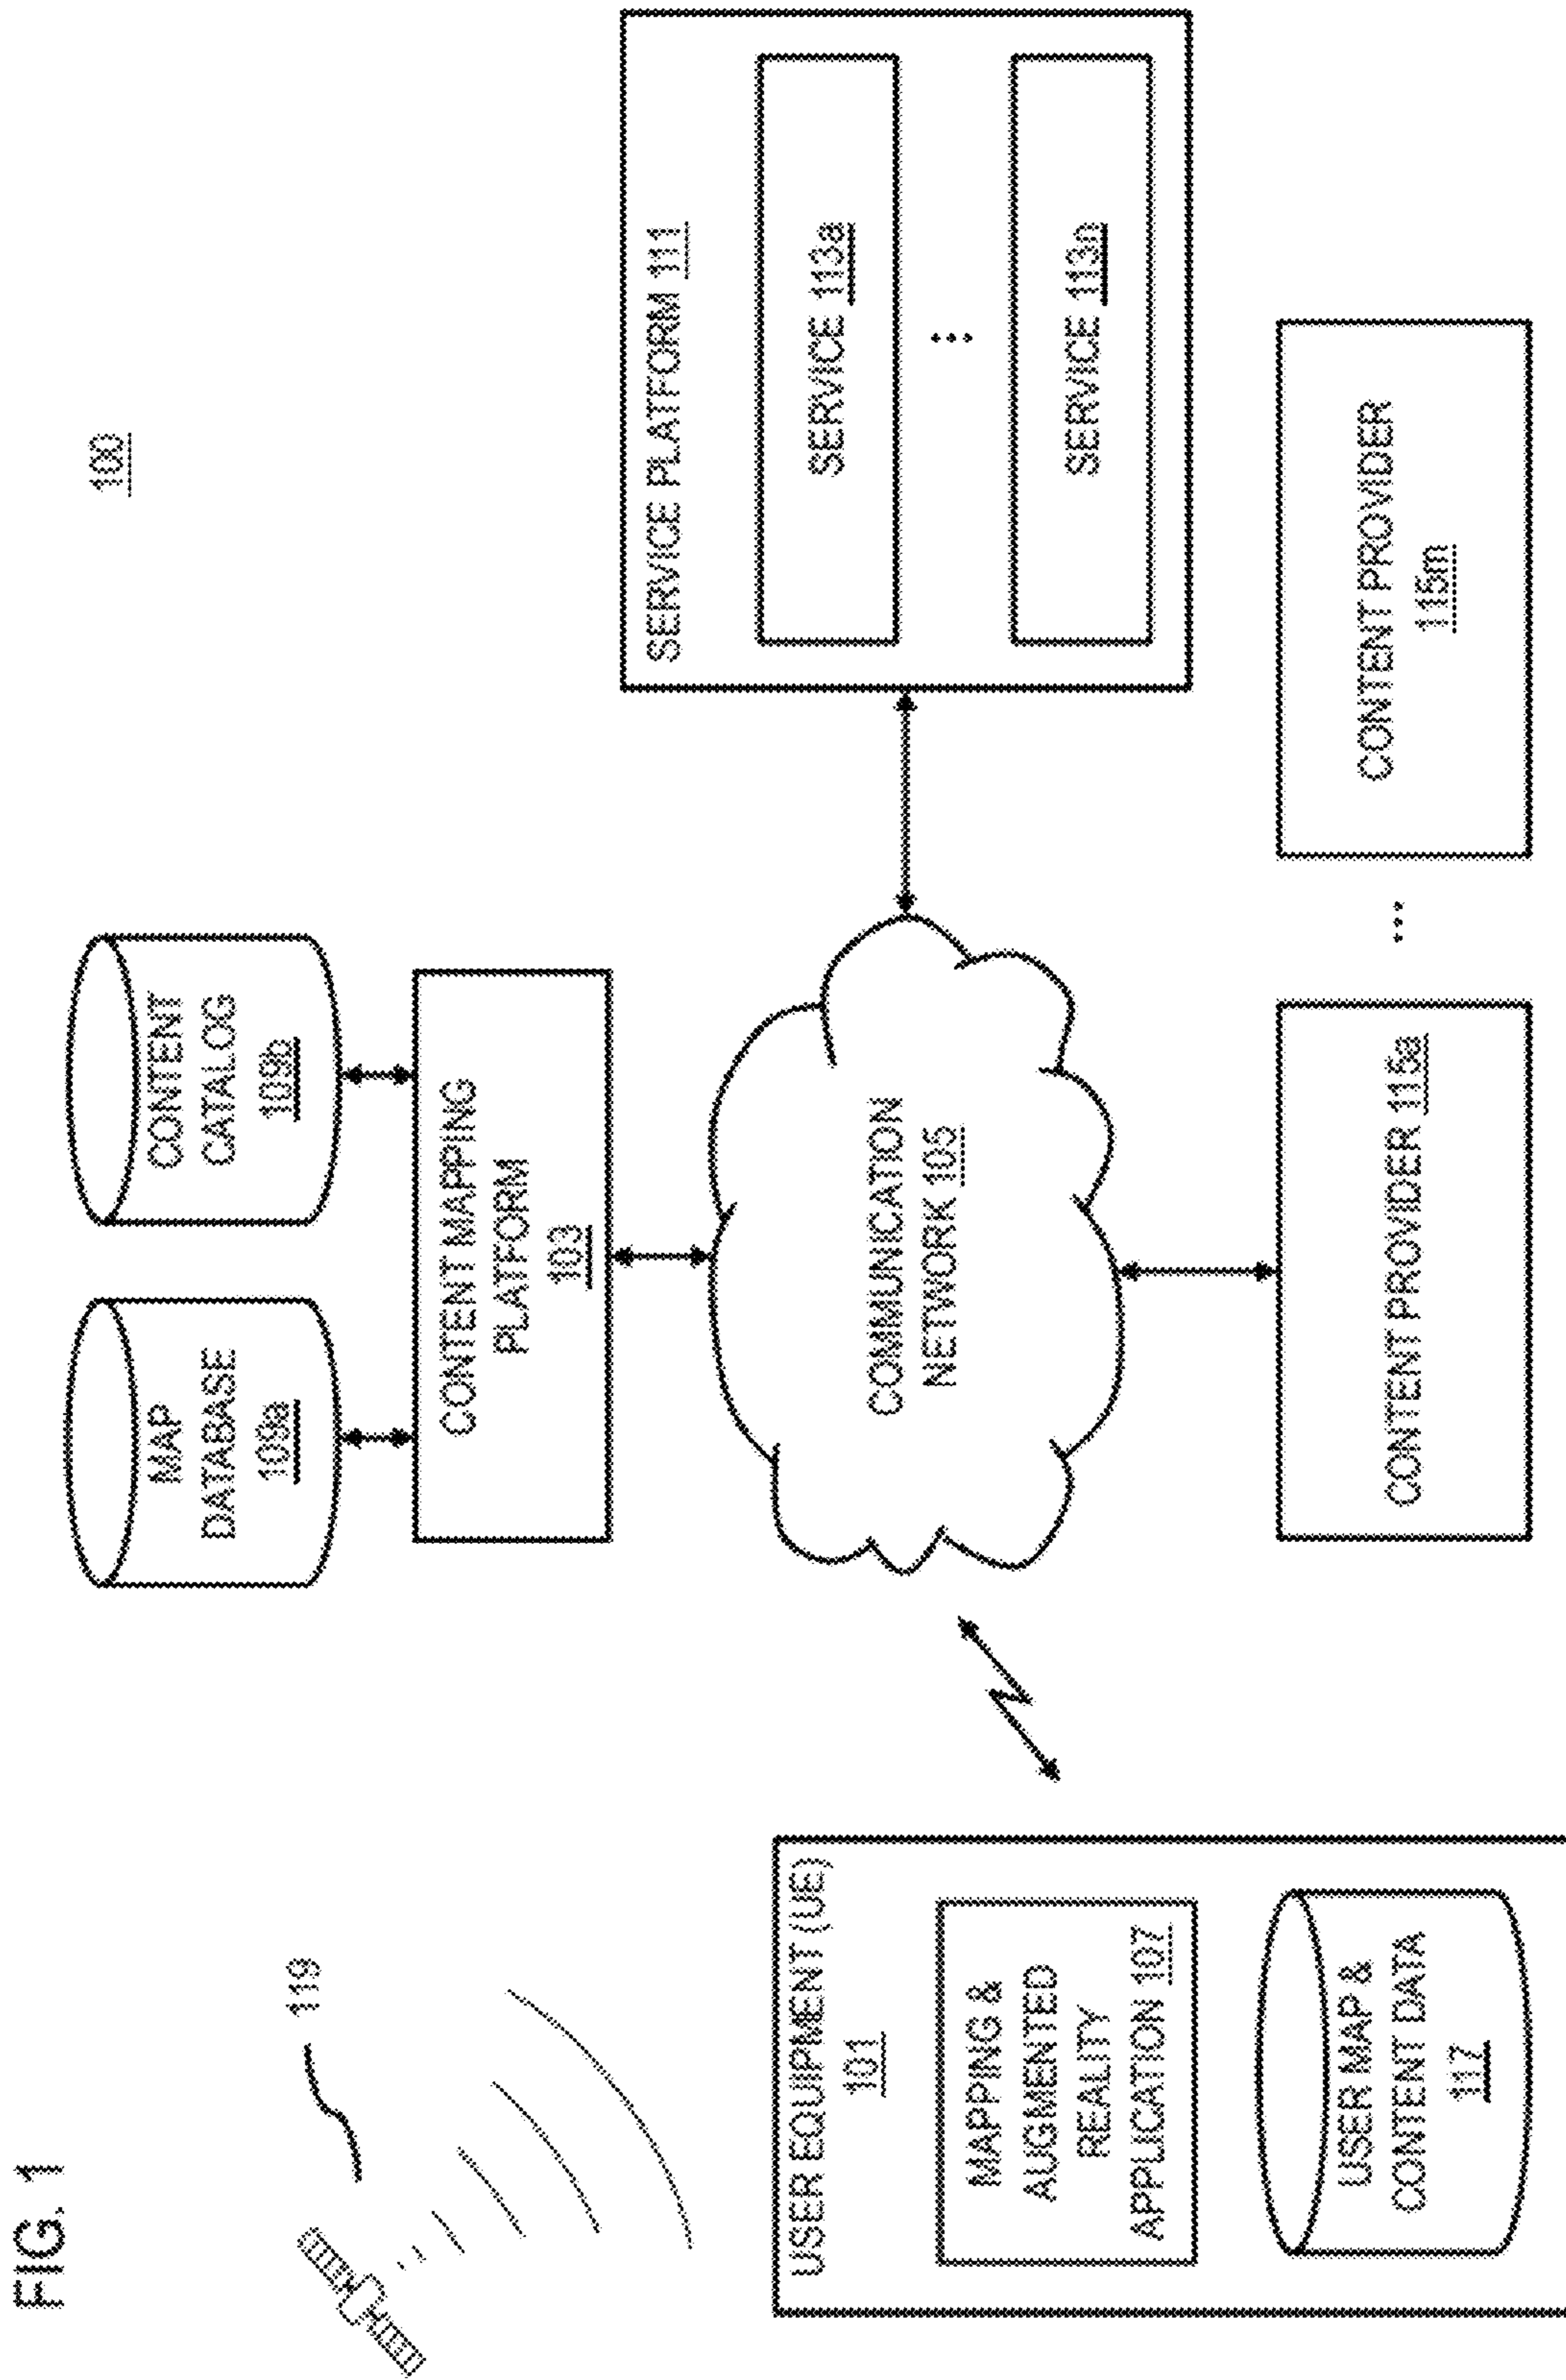 FIG. 1
100
119
MAP
DATABASE
109a
CONTENT
CATALOG
109b
CONTENT MAPPING
PLATFORM
103
USER EQUIPMENT (UE)
101
MAPPING &
AUGMENTED
REALITY
APPLICATION 107
USER MAP &
CONTENT DATA
117
COMMUNICATION
NETWORK 105
SERVICE PLATFORM 111
SERVICE 113a
...
SERVICE 113n
CONTENT PROVIDER 115a
...
CONTENT PROVIDER
115m